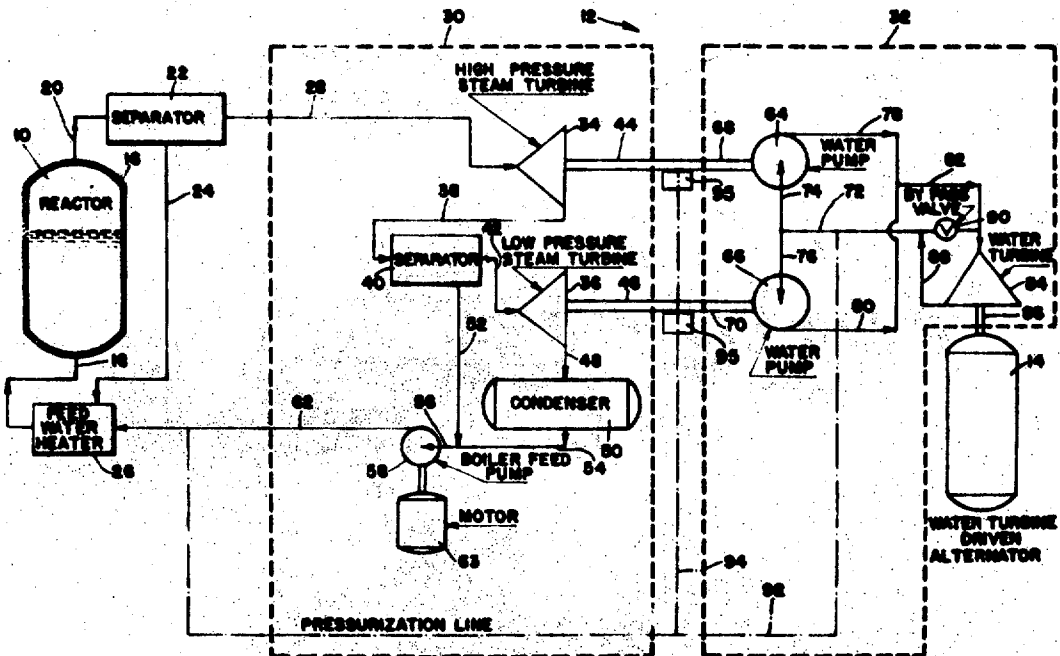 30
12
32
22
20
SEPARATOR
28
HIGH PRESSURE
STEAM TURBINE
34
44
68
64
78
10
18
REACTOR
24
WATER
PUMP
82
BY PASS
VALVE
95
74
72
90
38
42
LOW PRESSURE
STEAM TURBINE
SEPARATOR
40
36
46
66
76
WATER
TURBINE
88
84
86
52
70
80
48
95
WATER
PUMP
14
16
CONDENSER
FEED
WATER
HEATER
26
62
56
58
BOILER FEED
PUMP
54
50
MOTOR
63
WATER TURBINE
DRIVEN
ALTERNATOR
94
92
PRESSURIZATION LINE